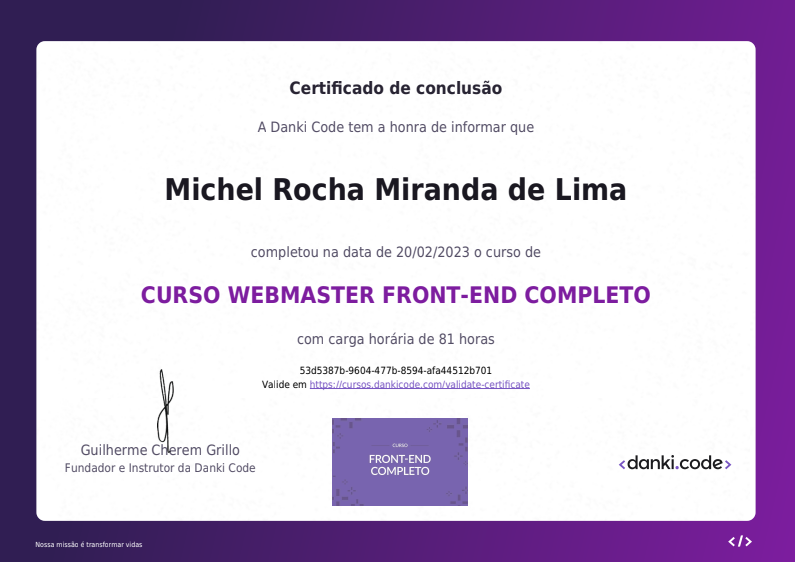 Certificado de conclusão
A Danki Code tem a honra de informar que
Michel Rocha Miranda de Lima
completou na data de 20/02/2023 o curso de
CURSO WEBMASTER FRONT-END COMPLETO
com carga horária de 81 horas
53d5387b-9604-477b-8594-afa44512b701
Valide em https://cursos.dankicode.com/validate-certificate
Guilherme Cherem Grillo
Fundador e Instrutor da Danki Code
CURSO
FRONT-END
COMPLETO
<danki.code>
Nossa missão é transformar vidas
</>